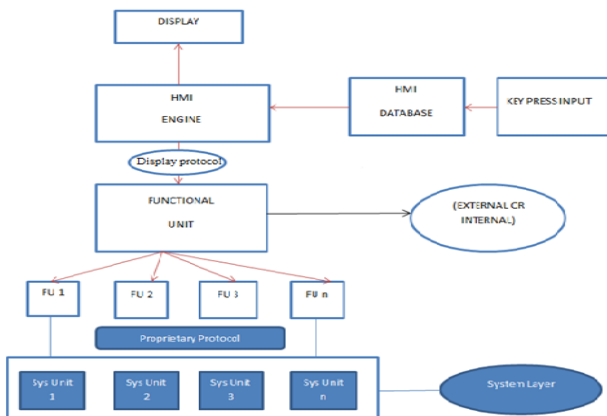 DISPLAY
HMI
ENGINE
HMI
DATABASE
KEY PRESS INPUT
Display protocol
FUNCTIONAL
UNIT
(EXTERNAL CR
INTERNAL)
FU 1
FU 2
FU 3
FU n
Proprietary Protocol
Sys Unit
1
Sys Unit
2
Sys Unit
3
Sys Unit
n
System Layer